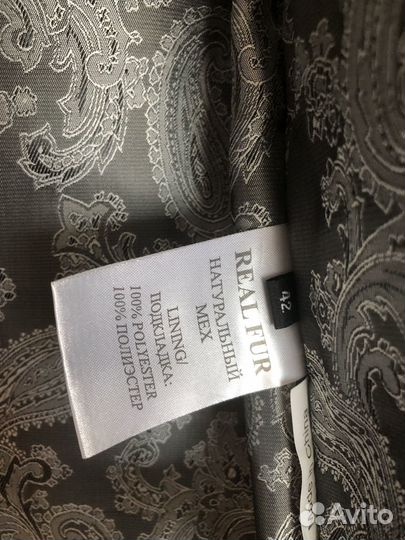 REAL FUR
НАТУРАЛЬНЫЙ
МЕХ
LINING/
ПОДКЛАДКА:
100% POLYESTER
100% ПОЛИЭСТЕР
42
Avito